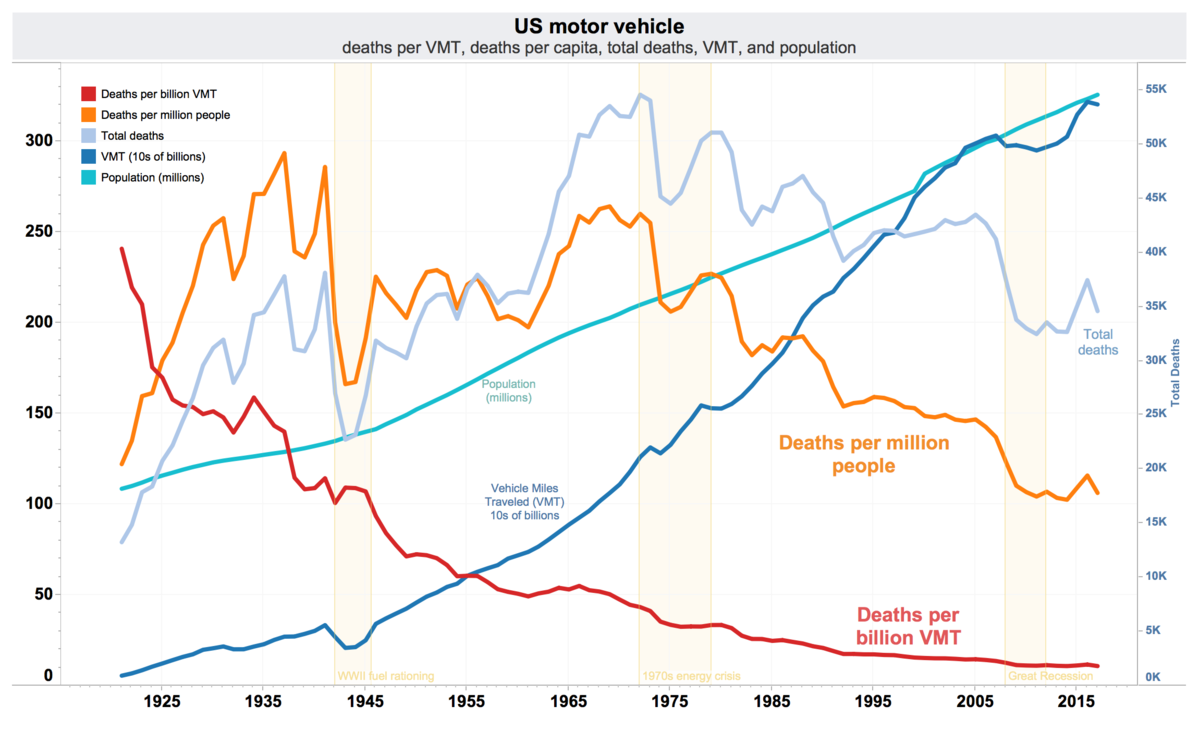 US motor vehicle
deaths per VMT, deaths per capita, total deaths, VMT, and population
Deaths per billion VMT
Deaths per million people
Total deaths
VMT (10s of billions)
Population (millions)
300
250
200
150
100
50
0
55K
50K
45K
40K
35K
30K
25K
20K
15K
10K
5K
0K
Total Deaths
Total
deaths
Population
(millions)
Deaths per million
people
Vehicle Miles
Traveled (VMT)
10s of billions
Deaths per
billion VMT
WWII fuel rationing
1970s energy crisis
Great Recession
1925
1935
1945
1955
1965
1975
1985
1995
2005
2015